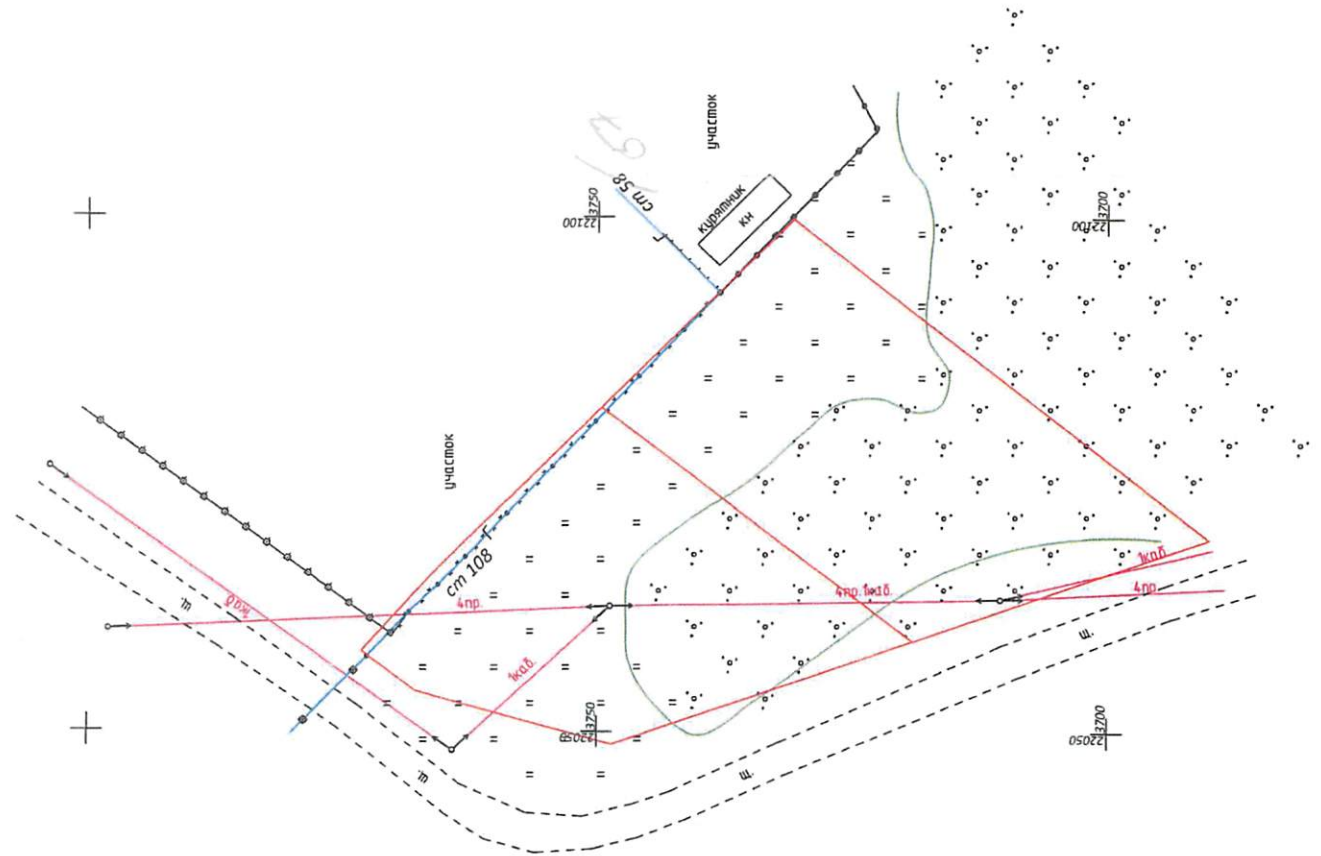 участок
ст 58
курятник
кн
22100
3750
22100
3700
участок
Г
ст 108
Г
1каб
4пр.
4пр.1каб.
1каб
4пр.
1каб.
щ.
щ.
щ.
щ.
22050
3750
22050
3700